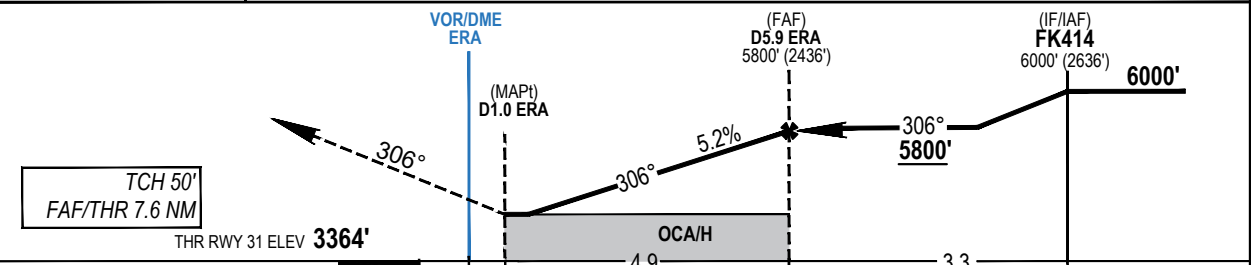 VOR/DME
ERA
(FAF)
D5.9 ERA
5800' (2436')
(IF/IAF)
FK414
6000' (2636')
6000'
(MAPt)
D1.0 ERA
306°
5.2%
306°
306°
5800'
TCH 50'
FAF/THR 7.6 NM
THR RWY 31 ELEV 3364'
OCA/H
4.9
3.3